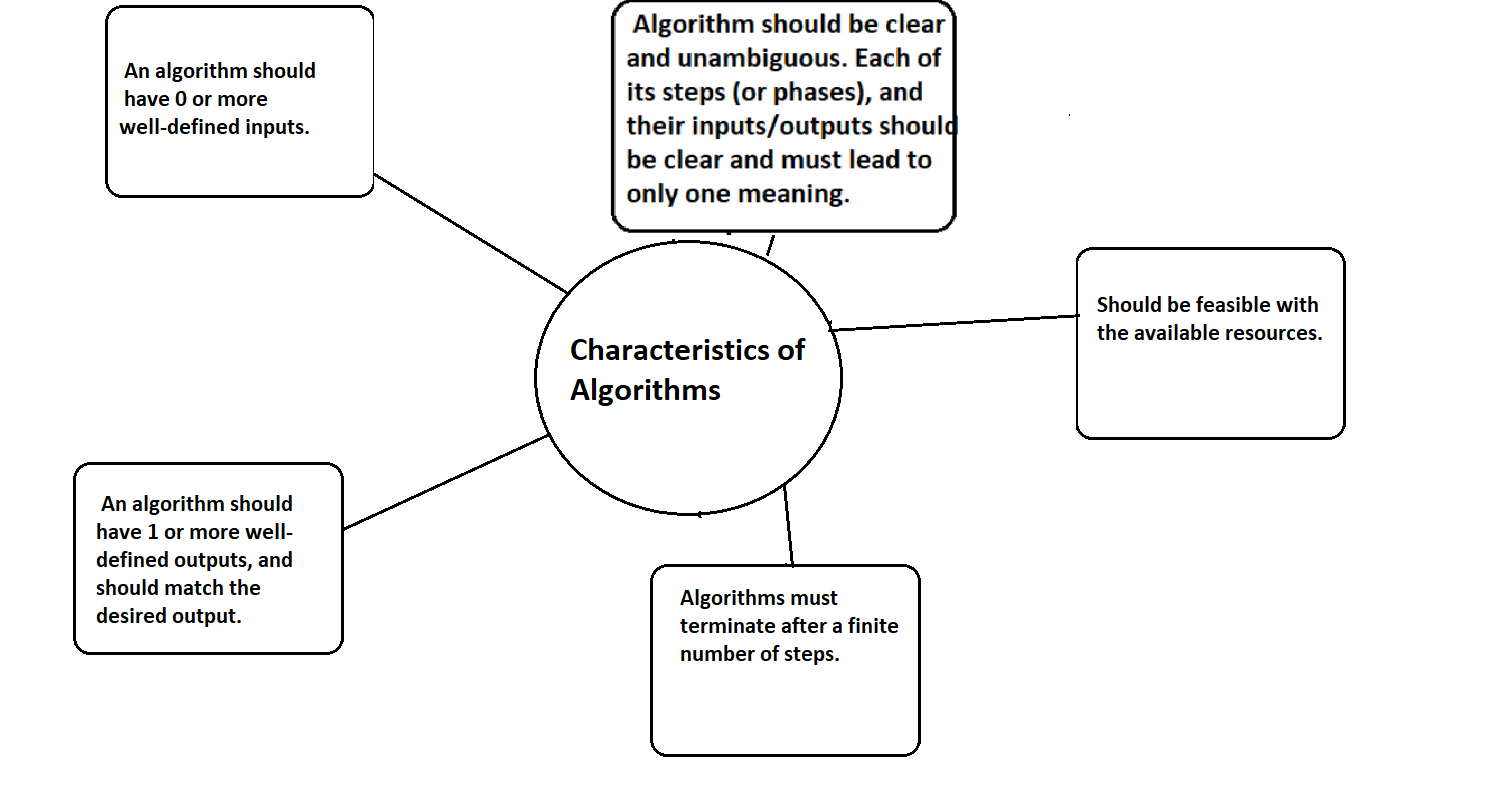 An algorithm should
have 0 or more
well-defined inputs.
Algorithm should be clear
and unambiguous. Each of
its steps (or phases), and
their inputs/outputs should
be clear and must lead to
only one meaning.
Should be feasible with
the available resources.
Characteristics of
Algorithms
An algorithm should
have 1 or more well-
defined outputs, and
should match the
desired output.
Algorithms must
terminate after a finite
number of steps.